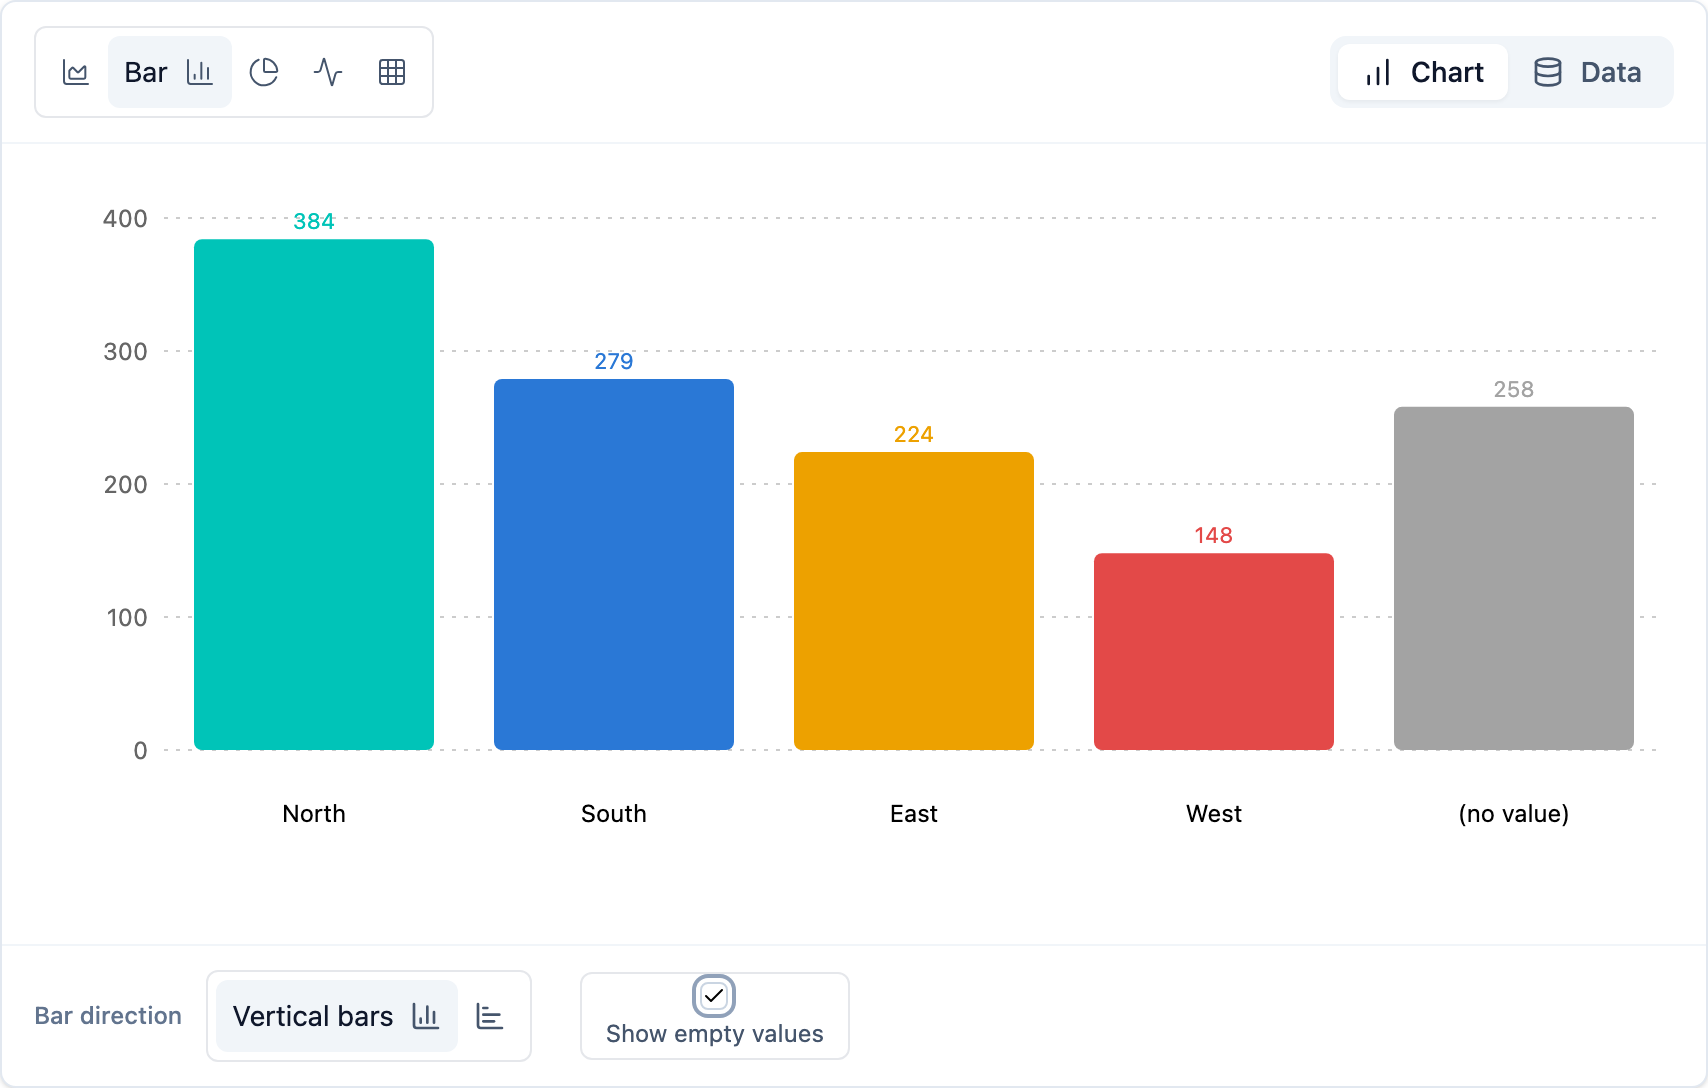 Bar
Chart
Data
400
300
200
100
0
384
279
224
148
258
North
South
East
West
(no value)
Bar direction
Vertical bars
Show empty values